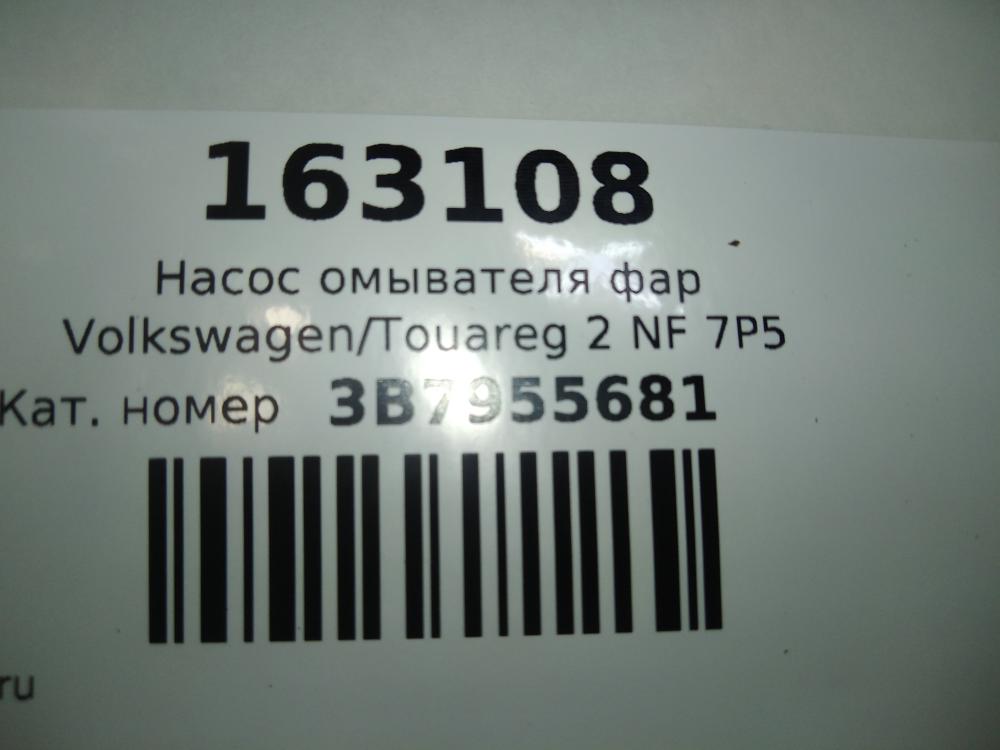 163108
Насос омывателя фар
Volkswagen/Touareg 2 NF 7P5
Кат. номер 3B7955681
ru